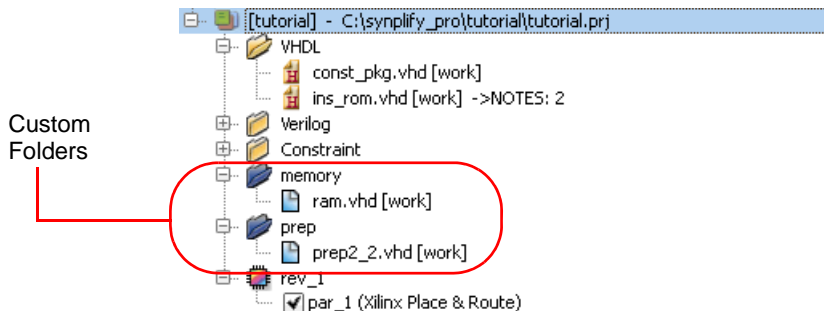 [tutorial] - C:\synplify_pro\tutorial\tutorial.prj
VHDL
const_pkg.vhd [work]
ins_rom.vhd [work] ->NOTES: 2
Verilog
Constraint
memory
ram.vhd [work]
prep
prep2_2.vhd [work]
rev_1
par_1 (Xilinx Place & Route)
Custom
Folders